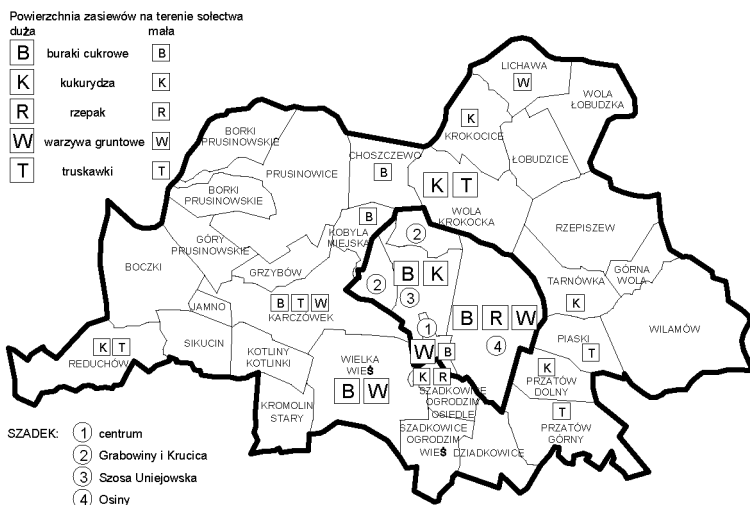 Powierzchnia zasiewów na terenie sołectwa
duża mała
B buraki cukrowe B
K kukurydza K
R rzepak R
W warzywa gruntowe W
T truskawki T
LICHAWA
W
WOLA
ŁOBUDZKA
K
KROKOCICE
ŁOBUDZICE
BORKI
PRUSINOWSKIE
PRUSINOWICE
CHOSZCZEWO
B
K T
WOLA
KROKOCKA
BORKI
PRUSINOWSKIE
B
KOBYLA
MIEJSKA
2
RZEPISZEW
GÓRY
PRUSINOWSKIE
BOCZKI
GRZYBÓW
2
B K
3
TARNÓWKA
K
GÓRNA
WOLA
JAMNO
B T W
KARCZÓWEK
1
B R W
4
WILAMÓW
K T
REDUCHÓW
SIKUCIN
KOTLINY
KOTLINKI
WIELKA
WIEŚ
B W
W B
K R
PIASKI
T
K
PRZATÓW
DOLNY
KROMOLIN
STARY
SZADKOWICE
OGRODZIM
OSIEDLE
T
PRZATÓW
GÓRNY
SZADKOWICE
OGRODZIM
WIEŚ
DZIADKOWICE
SZADEK: 1 centrum
2 Grabowiny i Krucica
3 Szosa Uniejowska
4 Osiny